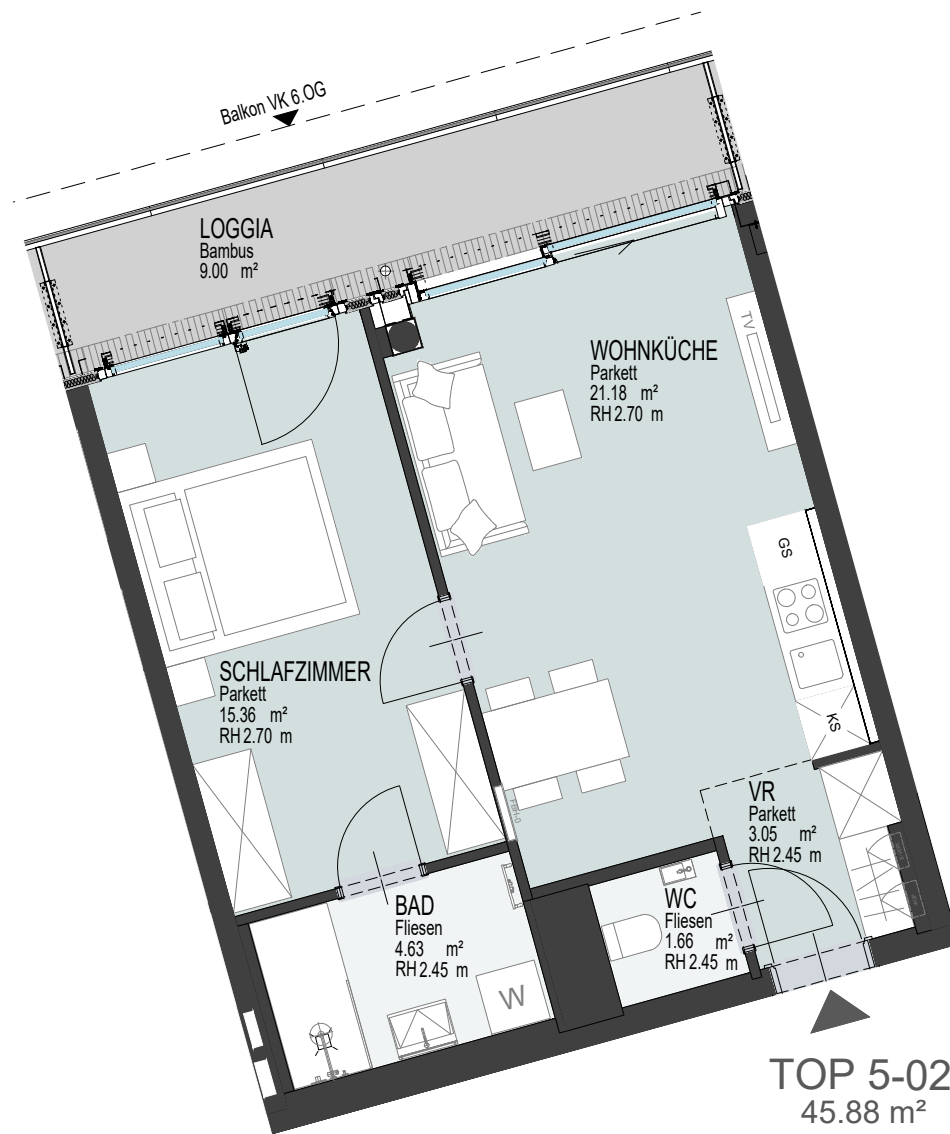 Balkon VK 6.OG
LOGGIA
Bambus
9.00 m²
WOHNKÜCHE
Parkett
21.18 m²
RH 2.70 m
TV
GS
SCHLAFZIMMER
Parkett
15.36 m²
RH 2.70 m
KS
VR
Parkett
3.05 m²
RH 2.45 m
BAD
Fliesen
4.63 m²
RH 2.45 m
WC
Fliesen
1.66 m²
RH 2.45 m
W
TOP 5-02
45.88 m²